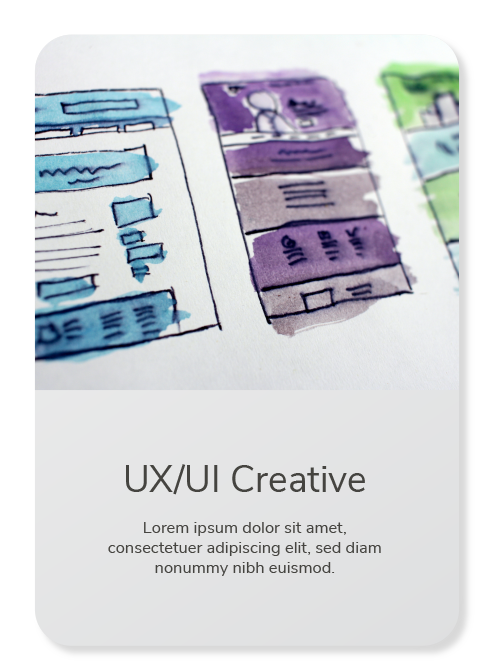 UX/UI Creative
Lorem ipsum dolor sit amet,
consectetuer adipiscing elit, sed diam
nonummy nibh euismod.